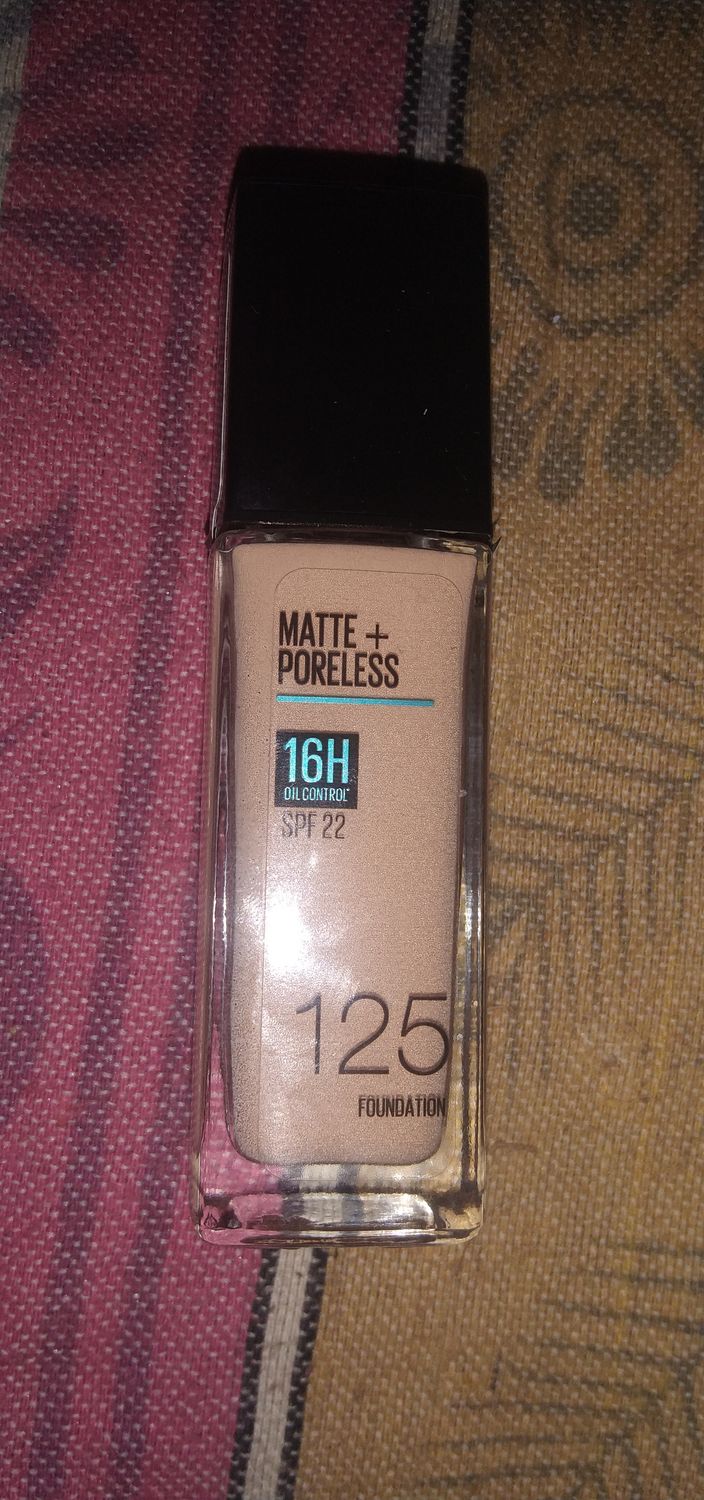 MATTE +
PORELESS
16H
OIL CONTROL*
SPF 22
125
FOUNDATION